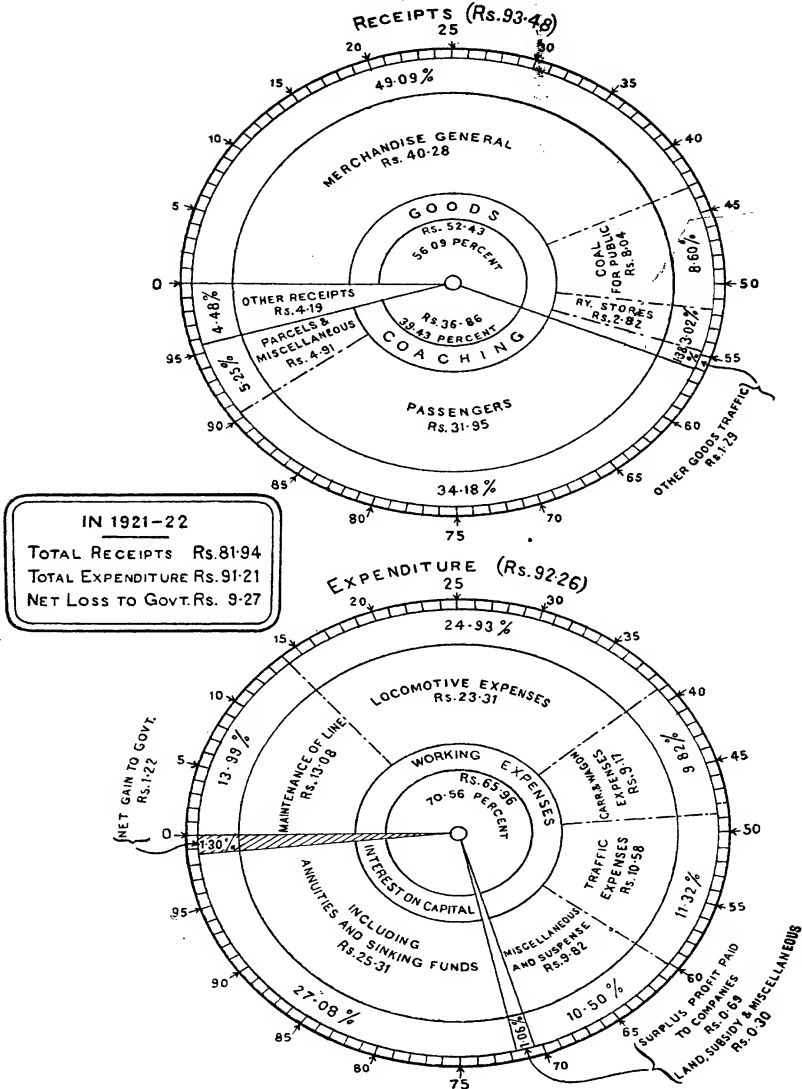 RECEIPTS (Rs.93·48)
25
30
35
40
45
50
55
60
65
70
75
80
85
90
95
0
5
10
15
20
49·09 %
MERCHANDISE GENERAL
Rs. 40·28
GOODS
Rs. 52·43
56·09 PERCENT
COAL
FOR PUBLIC
Rs. 8·04
8·60%
RY. STORES
Rs. 2·82
3·02%
1·38
%
OTHER GOODS TRAFFIC
Rs. 1·29
OTHER RECEIPTS
Rs. 4·19
4·48%
PARCELS &
MISCELLANEOUS
Rs. 4·91
5·25%
Rs. 36·86
39·43 PERCENT
COACHING
PASSENGERS
Rs. 31·95
34·18%
IN 1921-22
TOTAL RECEIPTS Rs. 81·94
TOTAL EXPENDITURE Rs. 91·21
NET LOSS TO GOVT. Rs. 9·27
EXPENDITURE (Rs. 92·26)
25
30
35
40
45
50
55
60
65
70
75
80
85
90
95
0
5
10
15
20
24·93 %
LOCOMOTIVE EXPENSES
Rs. 23·31
MAINTENANCE OF LINE
Rs. 13·08
13·99 %
WORKING EXPENSES
Rs. 65·96
70·56 PERCENT
CARR. & WAGON
EXPENSES
Rs. 9·17
9·82%
TRAFFIC
EXPENSES
Rs. 10·58
11·32 %
MISCELLANEOUS
AND SUSPENSE
Rs. 9·82
10·50 %
1·06%
SURPLUS PROFIT PAID
TO COMPANIES
Rs. 0·69
LAND, SUBSIDY & MISCELLANEOUS
Rs. 0·30
NET GAIN TO GOVT.
Rs. 1·22
1·30%
INTEREST ON CAPITAL
INCLUDING
ANNUITIES AND SINKING FUNDS
Rs. 25·31
27·08 %